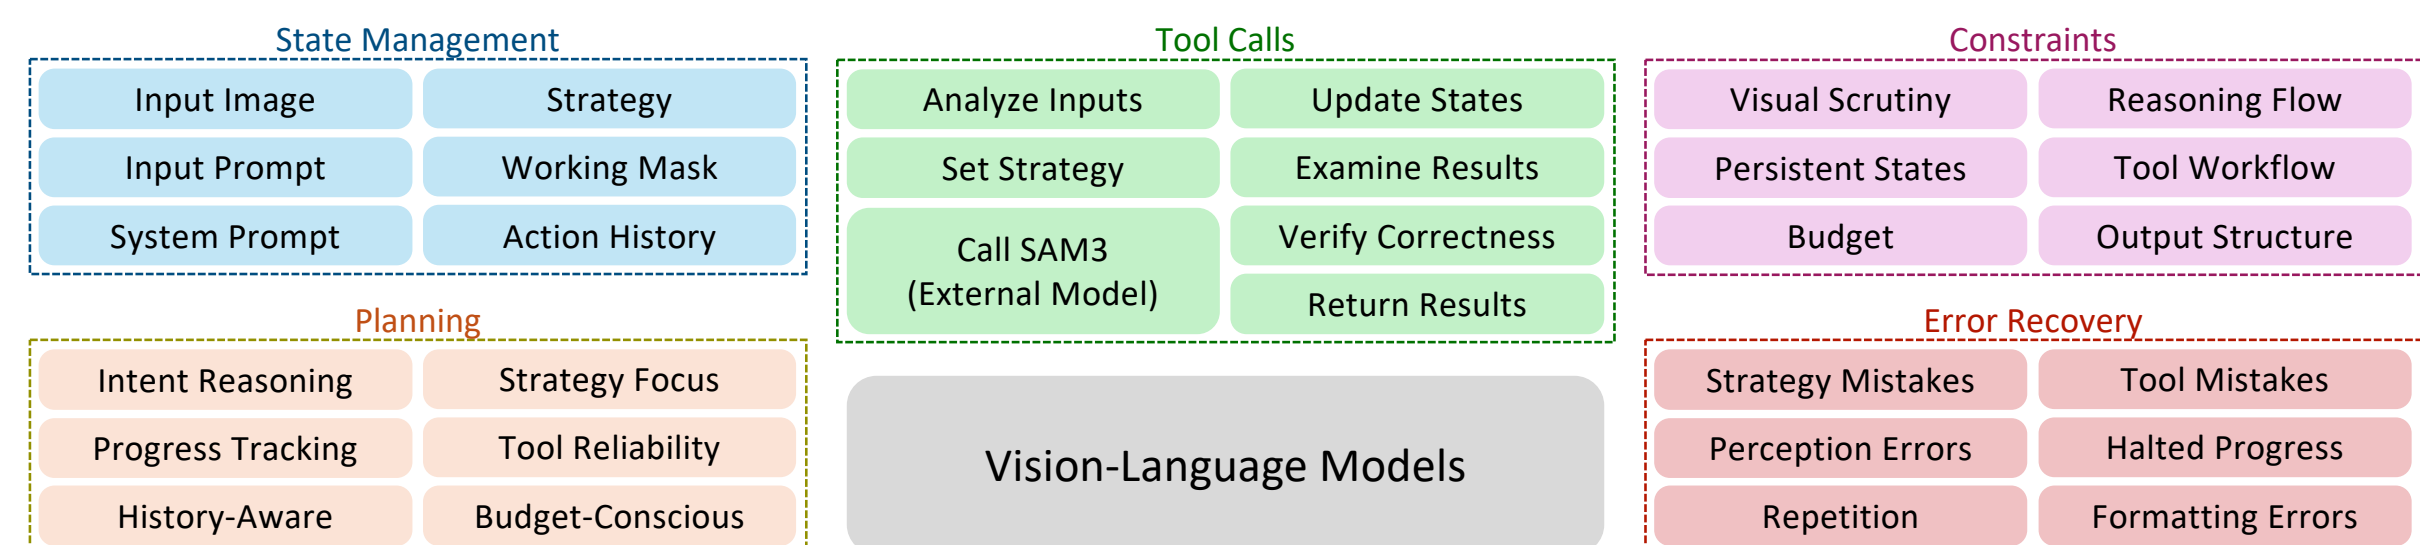 State Management
Input Image
Strategy
Input Prompt
Working Mask
System Prompt
Action History
Planning
Intent Reasoning
Strategy Focus
Progress Tracking
Tool Reliability
History-Aware
Budget-Conscious
Tool Calls
Analyze Inputs
Update States
Set Strategy
Examine Results
Call SAM3
(External Model)
Verify Correctness
Return Results
Vision-Language Models
Constraints
Visual Scrutiny
Reasoning Flow
Persistent States
Tool Workflow
Budget
Output Structure
Error Recovery
Strategy Mistakes
Tool Mistakes
Perception Errors
Halted Progress
Repetition
Formatting Errors